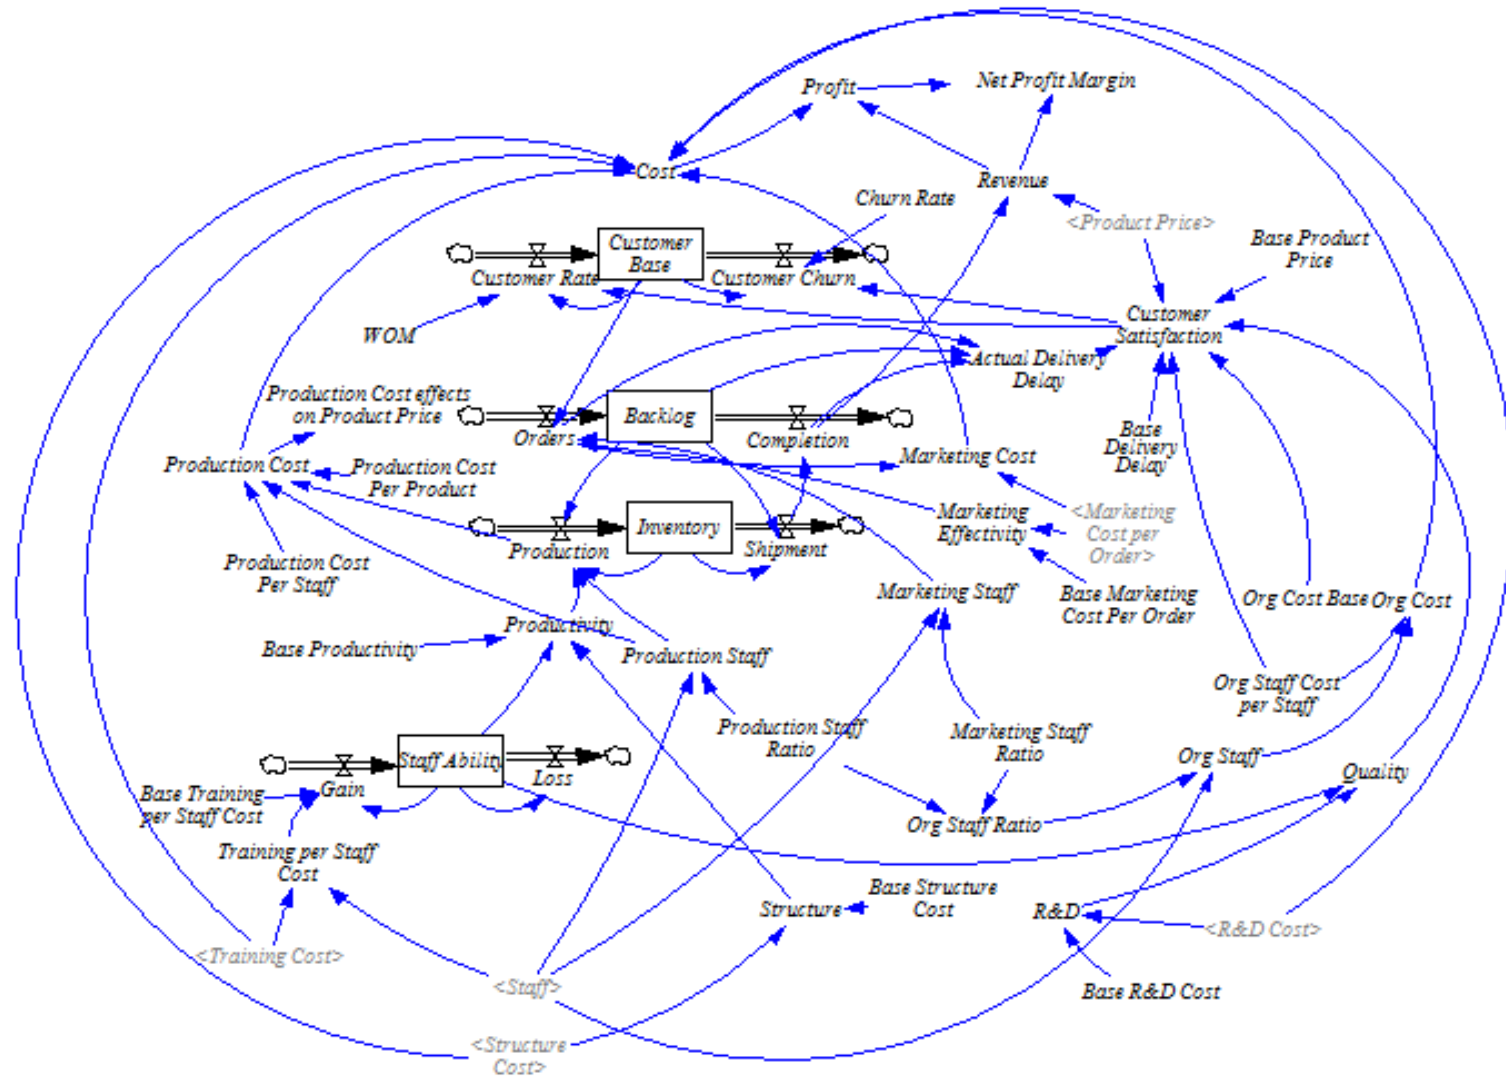 Profit
Net Profit Margin
Cost
Revenue
Churn Rate
<Product Price>
Customer
Base
Base Product
Price
Customer Rate
Customer Churn
WOM
Customer
Satisfaction
Actual Delivery
Delay
Production Cost effects
on Product Price
Backlog
Orders
Completion
Base
Delivery
Delay
Production Cost
Production Cost
Per Product
Marketing Cost
<Marketing
Cost per
Order>
Marketing
Effectivity
Inventory
Production
Shipment
Production Cost
Per Staff
Marketing Staff
Base Marketing
Cost Per Order
Org Cost Base
Org Cost
Productivity
Base Productivity
Production Staff
Org Staff Cost
per Staff
Production Staff
Ratio
Marketing Staff
Ratio
Org Staff
Quality
Staff Ability
Gain
Loss
Base Training
per Staff Cost
Org Staff Ratio
Training per Staff
Cost
Structure
Base Structure
Cost
R&D
<R&D Cost>
<Training Cost>
<Staff>
Base R&D Cost
<Structure
Cost>